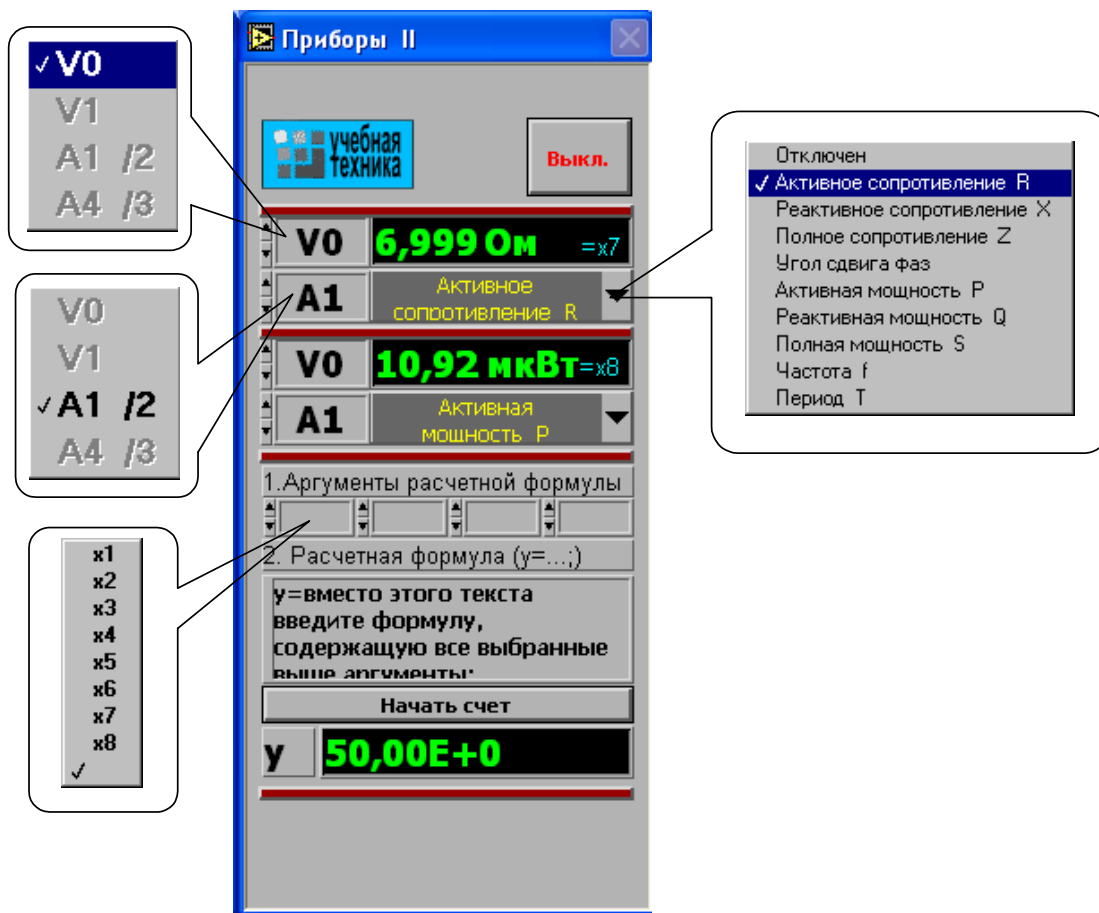 Приборы II
V0
V1
A1 /2
A4 /3
учебная
техника
Выкл.
V0 6,999 Ом =x7
A1 Активное
сопротивление R
V0 10,92 мкВт =x8
A1 Активная
мощность P
1.Аргументы расчетной формулы
2. Расчетная формула (y=...;)
y=вместо этого текста
введите формулу,
содержащую все выбранные
выше аргументы;
Начать счет
y 50,00E+0
V0
V1
A1 /2
A4 /3
x1
x2
x3
x4
x5
x6
x7
x8
Отключен
Активное сопротивление R
Реактивное сопротивление X
Полное сопротивление Z
Угол сдвига фаз
Активная мощность P
Реактивная мощность Q
Полная мощность S
Частота f
Период T